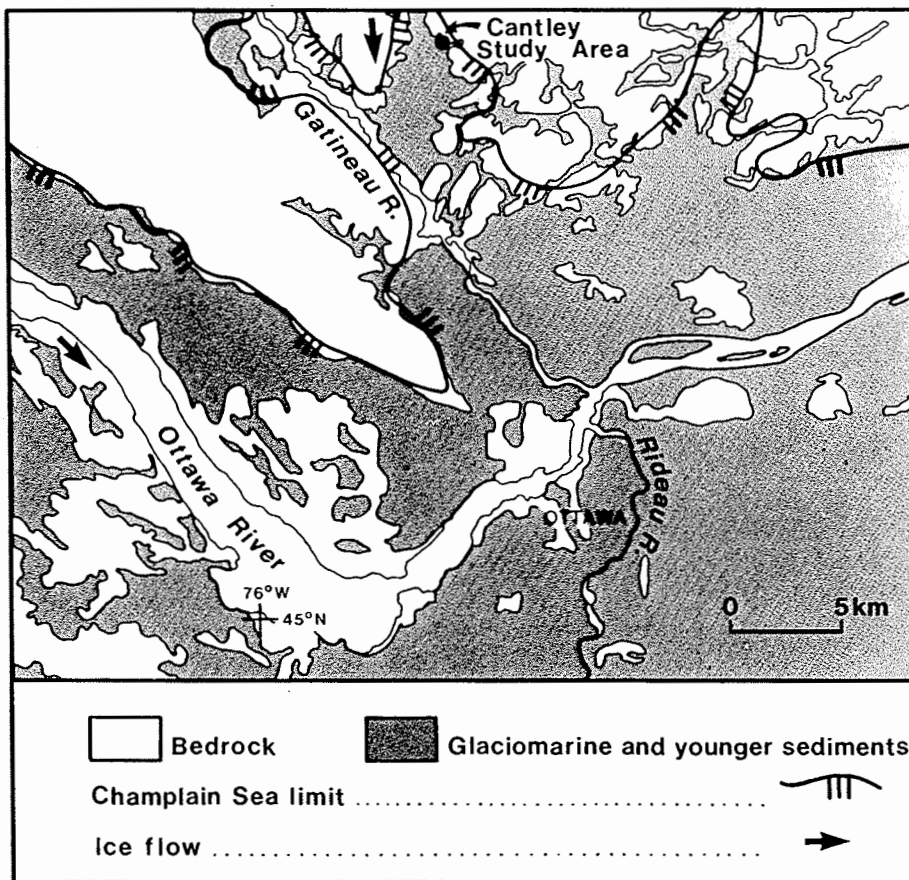 Cantley
Study Area
Gatineau R.
Ottawa River
Rideau R.
OTTAWA
76°W
45°N
0 5km
Bedrock
Glaciomarine and younger sediments
Champlain Sea limit
Ice flow